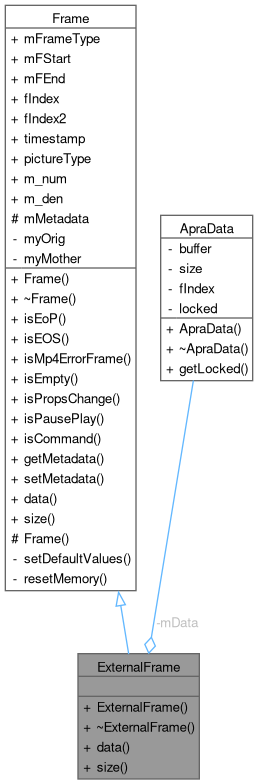 Frame
+ mFrameType
+ mFStart
+ mFEnd
+ fIndex
+ fIndex2
+ timestamp
+ pictureType
+ m_num
+ m_den
# mMetadata
- myOrig
- myMother
+ Frame()
+ ~Frame()
+ isEoP()
+ isEOS()
+ isMp4ErrorFrame()
+ isEmpty()
+ isPropsChange()
+ isPausePlay()
+ isCommand()
+ getMetadata()
+ setMetadata()
+ data()
+ size()
# Frame()
- setDefaultValues()
- resetMemory()
ApraData
- buffer
- size
- fIndex
- locked
+ ApraData()
+ ~ApraData()
+ getLocked()
-mData
ExternalFrame
+ ExternalFrame()
+ ~ExternalFrame()
+ data()
+ size()